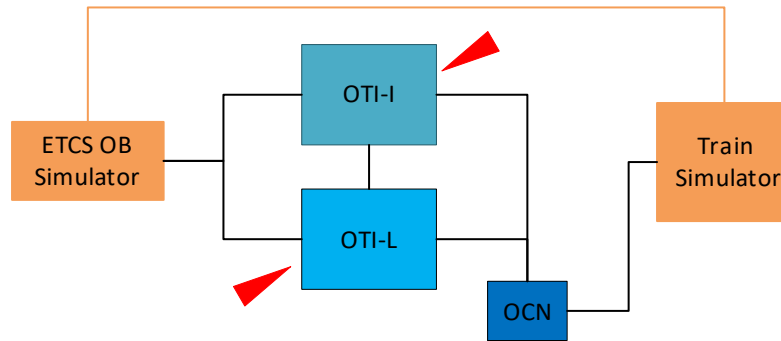 OTI-I
ETCS OB
Simulator
Train
Simulator
OTI-L
OCN